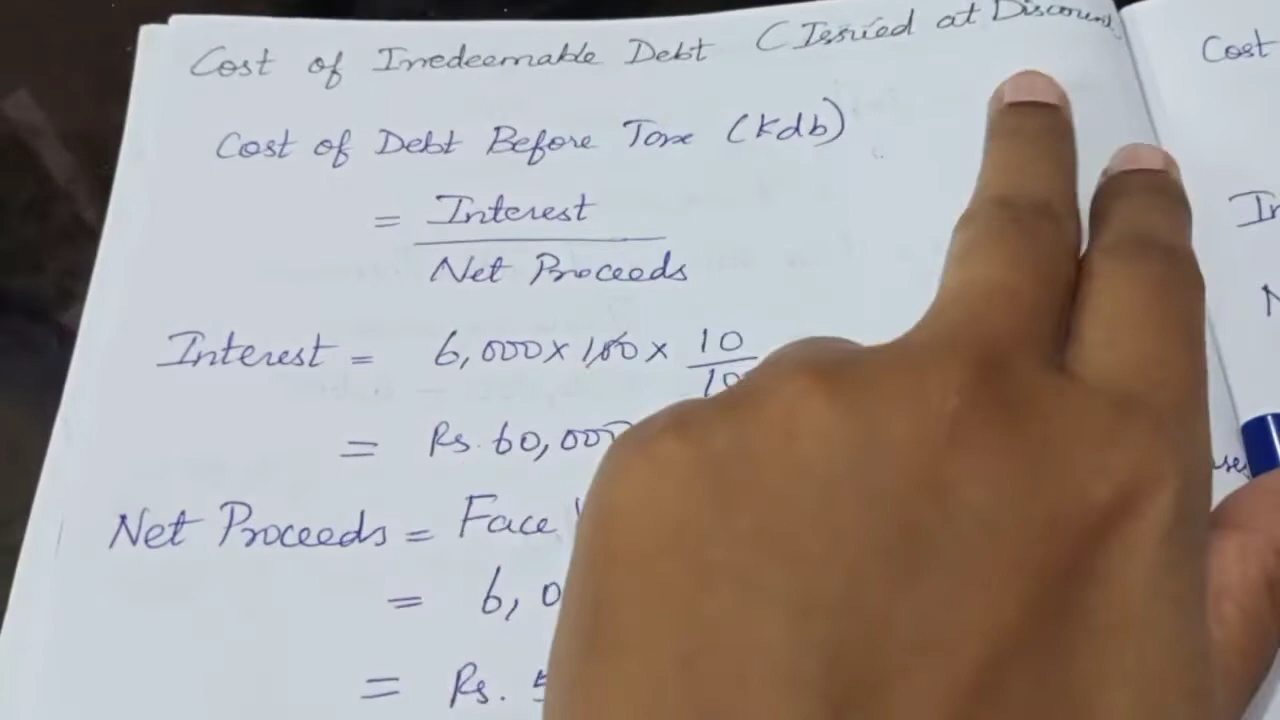 Cost of Irredeemable Debt (Issued at Discount
Cost of Debt Before Tax (Kdb)
= Interest
Net Proceeds
Interest = 6,000 x 100 x 10
10
= Rs. 60,000
Net Proceeds = Face
= 6,0
= Rs. 5
Cost